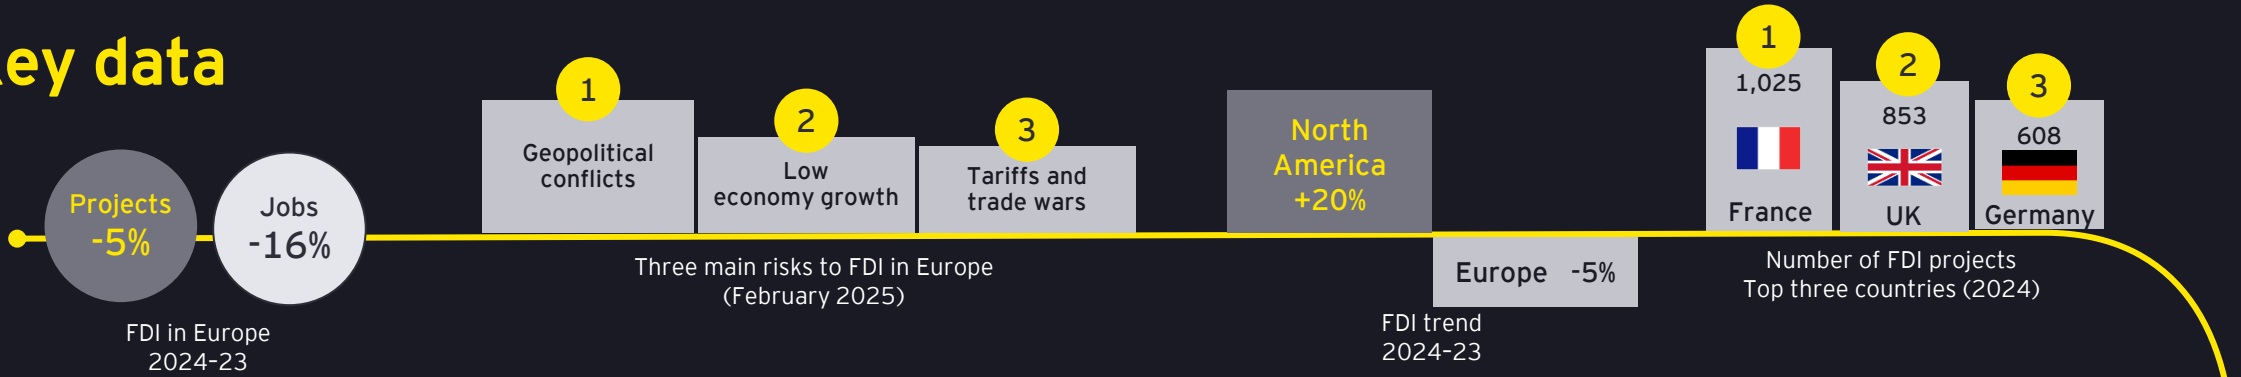 ey data
Projects
-5%
Jobs
-16%
FDI in Europe
2024–23
1
Geopolitical
conflicts
2
Low
economy growth
3
Tariffs and
trade wars
Three main risks to FDI in Europe
(February 2025)
North
America
+20%
Europe -5%
FDI trend
2024–23
1
1,025
France
2
853
UK
3
608
Germany
Number of FDI projects
Top three countries (2024)